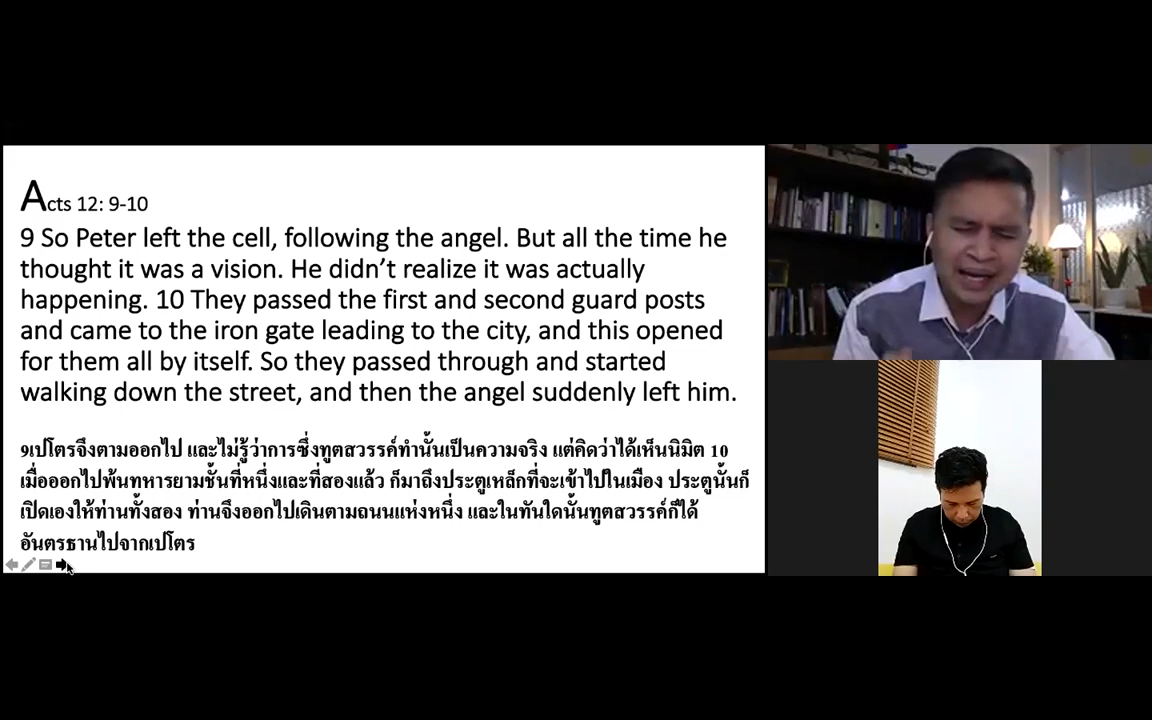 Acts 12: 9-10
9 So Peter left the cell, following the angel. But all the time he
thought it was a vision. He didn’t realize it was actually
happening. 10 They passed the first and second guard posts
and came to the iron gate leading to the city, and this opened
for them all by itself. So they passed through and started
walking down the street, and then the angel suddenly left him.
9เปโตรจึงตามออกไป และไม่รู้ว่าการซึ่งทูตสวรรค์ทำนั้นเป็นความจริง แต่คิดว่าได้เห็นนิมิต 10
เมื่อออกไปพ้นทหารยามชั้นที่หนึ่งและที่สองแล้ว ก็มาถึงประตูเหล็กที่จะเข้าไปในเมือง ประตูนั้นก็
เปิดเองให้ท่านทั้งสอง ท่านจึงออกไปเดินตามถนนแห่งหนึ่ง และในทันใดนั้นทูตสวรรค์ก็ได้
อันตรธานไปจากเปโตร